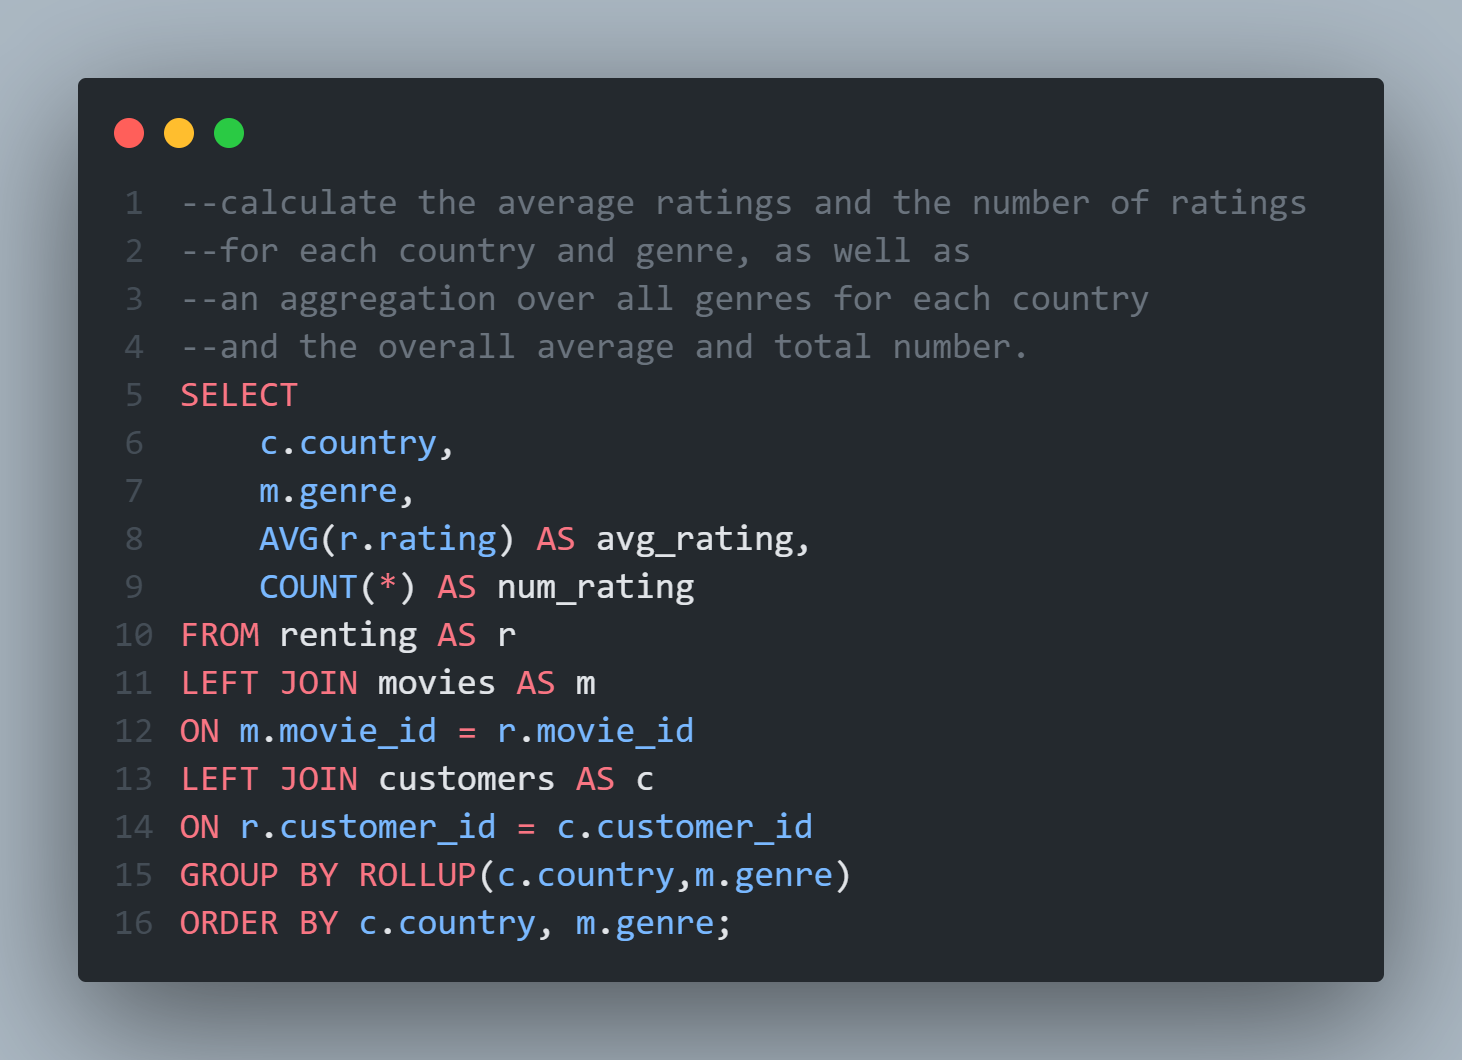 1 --calculate the average ratings and the number of ratings
2 --for each country and genre, as well as
3 --an aggregation over all genres for each country
4 --and the overall average and total number.
5 SELECT
6     c.country,
7     m.genre,
8     AVG(r.rating) AS avg_rating,
9     COUNT(*) AS num_rating
10 FROM renting AS r
11 LEFT JOIN movies AS m
12 ON m.movie_id = r.movie_id
13 LEFT JOIN customers AS c
14 ON r.customer_id = c.customer_id
15 GROUP BY ROLLUP(c.country,m.genre)
16 ORDER BY c.country, m.genre;